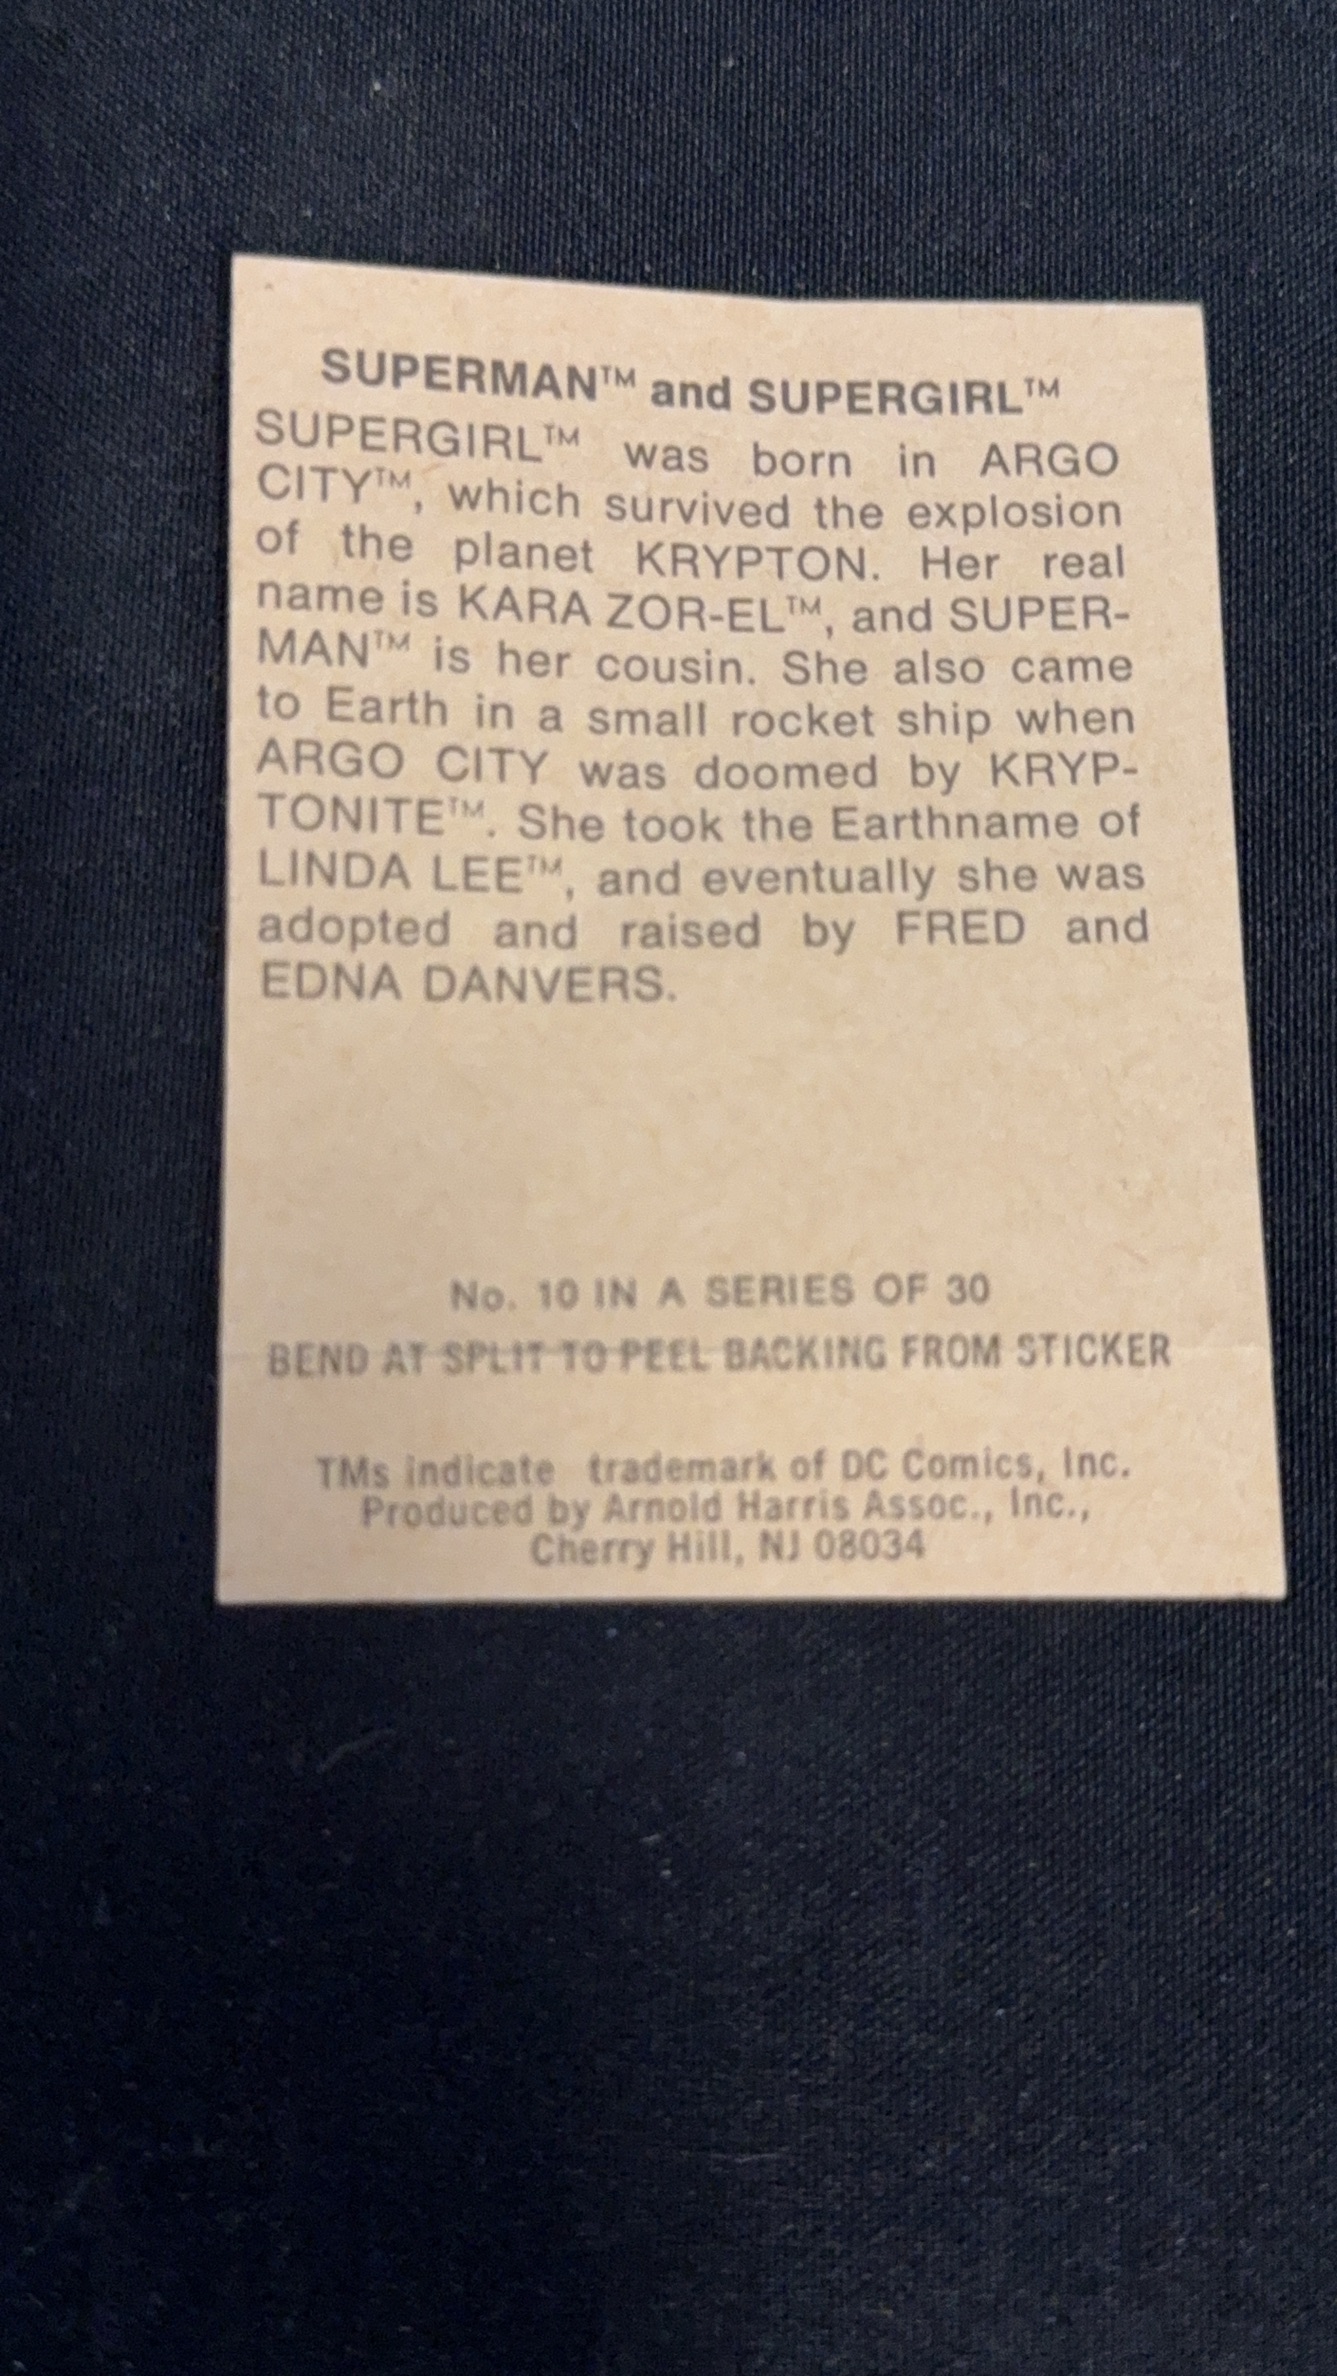 SUPERMAN™ and SUPERGIRL™
SUPERGIRL™ was born in ARGO
CITY™, which survived the explosion
of the planet KRYPTON. Her real
name is KARA ZOR-EL™, and SUPER-
MAN™ is her cousin. She also came
to Earth in a small rocket ship when
ARGO CITY was doomed by KRYP-
TONITE™. She took the Earthname of
LINDA LEE™, and eventually she was
adopted and raised by FRED and
EDNA DANVERS.
No. 10 IN A SERIES OF 30
BEND AT SPLIT TO PEEL BACKING FROM STICKER
TMs indicate trademark of DC Comics, Inc.
Produced by Arnold Harris Assoc., Inc.,
Cherry Hill, NJ 08034